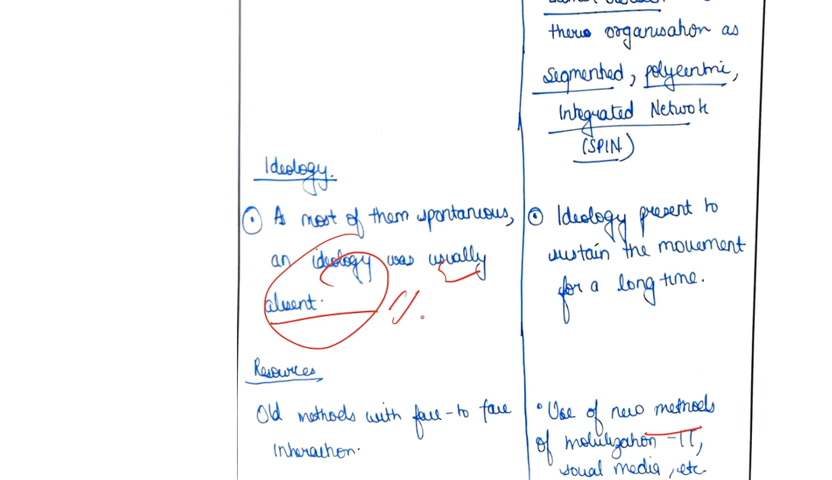 there organisation as
segmented, polycentric,
Integrated Network
(SPIN)
Ideology.
As most of them spontaneous,
an ideology was usually
absent.
Ideology present to
sustain the movement
for a long time.
Resources
Old methods with face-to face
interaction.
Use of new methods
of mobilization - IT,
social media, etc.